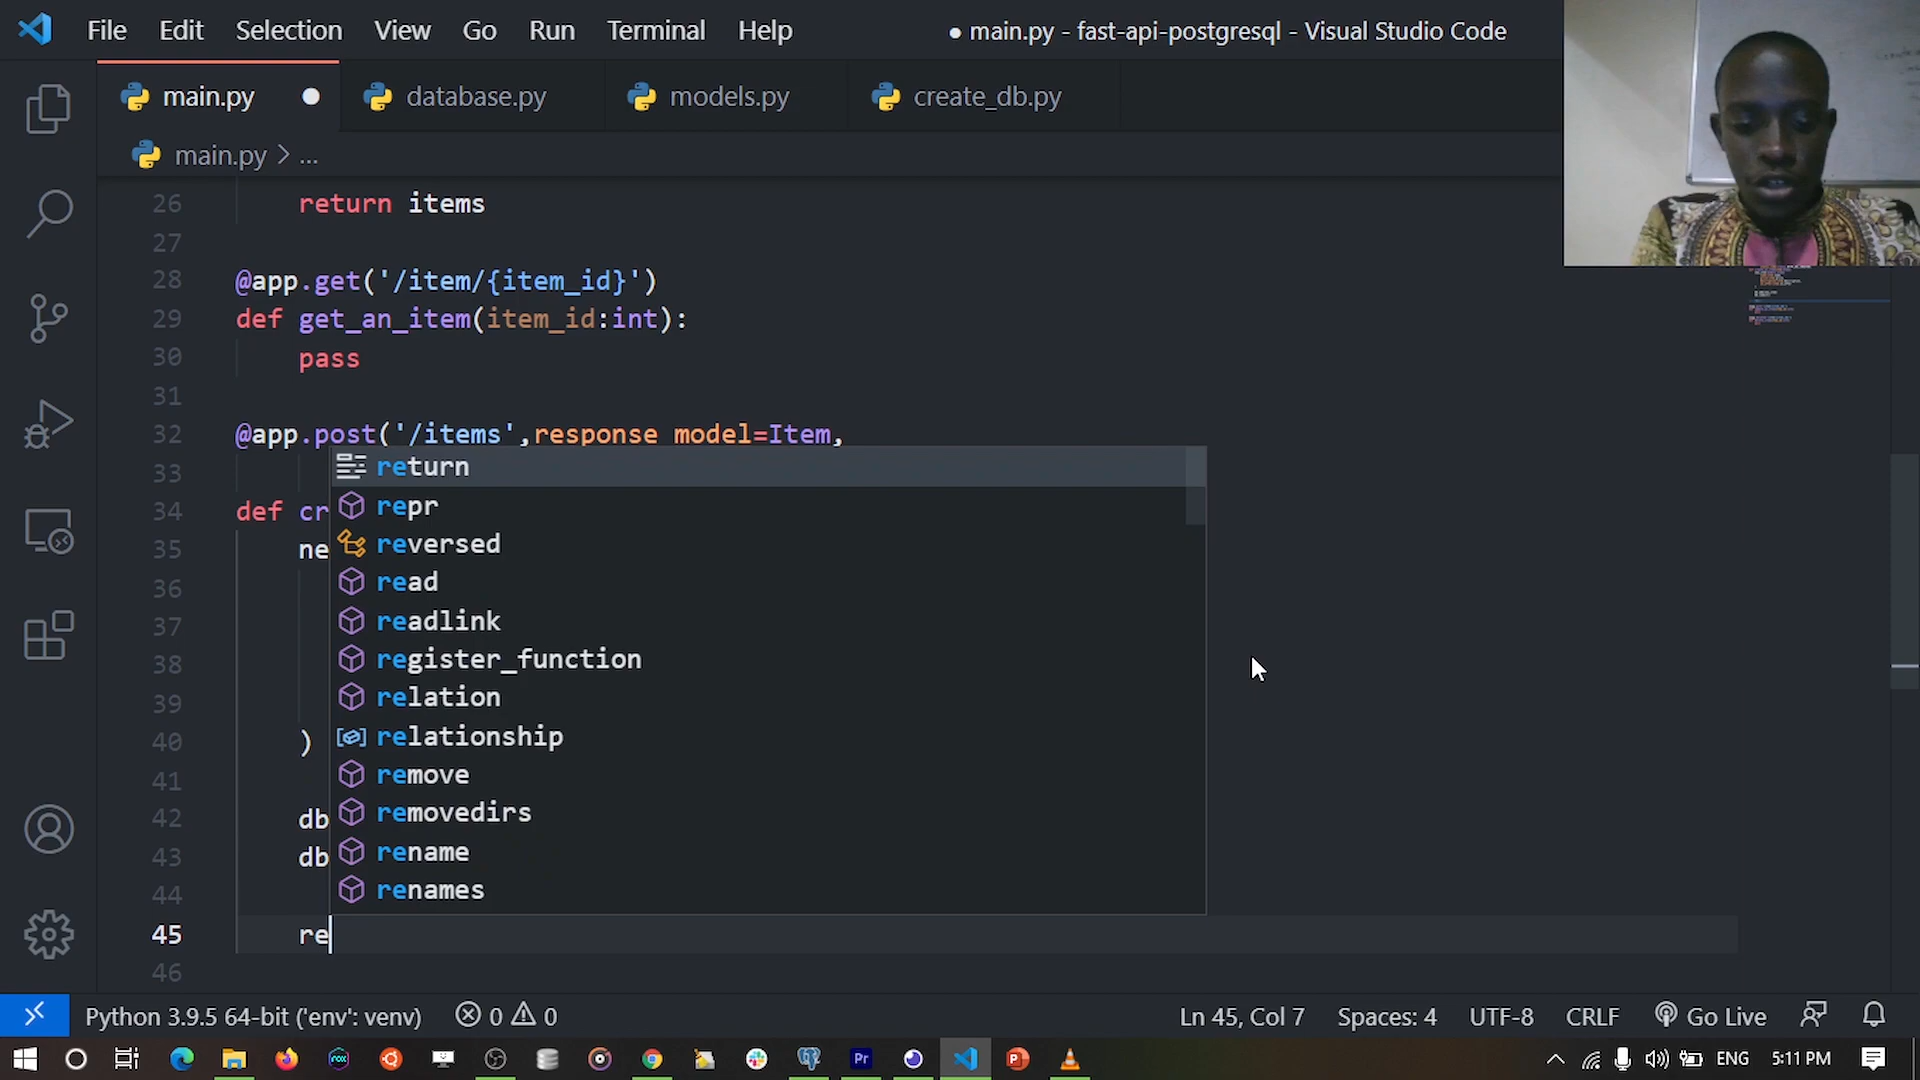 File Edit Selection View Go Run Terminal Help
● main.py - fast-api-postgresql - Visual Studio Code
main.py ● database.py models.py create_db.py
main.py > ...
26 return items
27
28 @app.get('/item/{item_id}')
29 def get_an_item(item_id:int):
30 pass
31
32 @app.post('/items',response_model=Item,
33
34 def cr
35 ne
36
37
38
39
40 )
41
42 db
43 db
44
45 re
46
return
repr
reversed
read
readlink
register_function
relation
relationship
remove
removedirs
rename
renames
Python 3.9.5 64-bit ('env': venv) 0 0 Ln 45, Col 7 Spaces: 4 UTF-8 CRLF Go Live
Pr ENG 5:11 PM